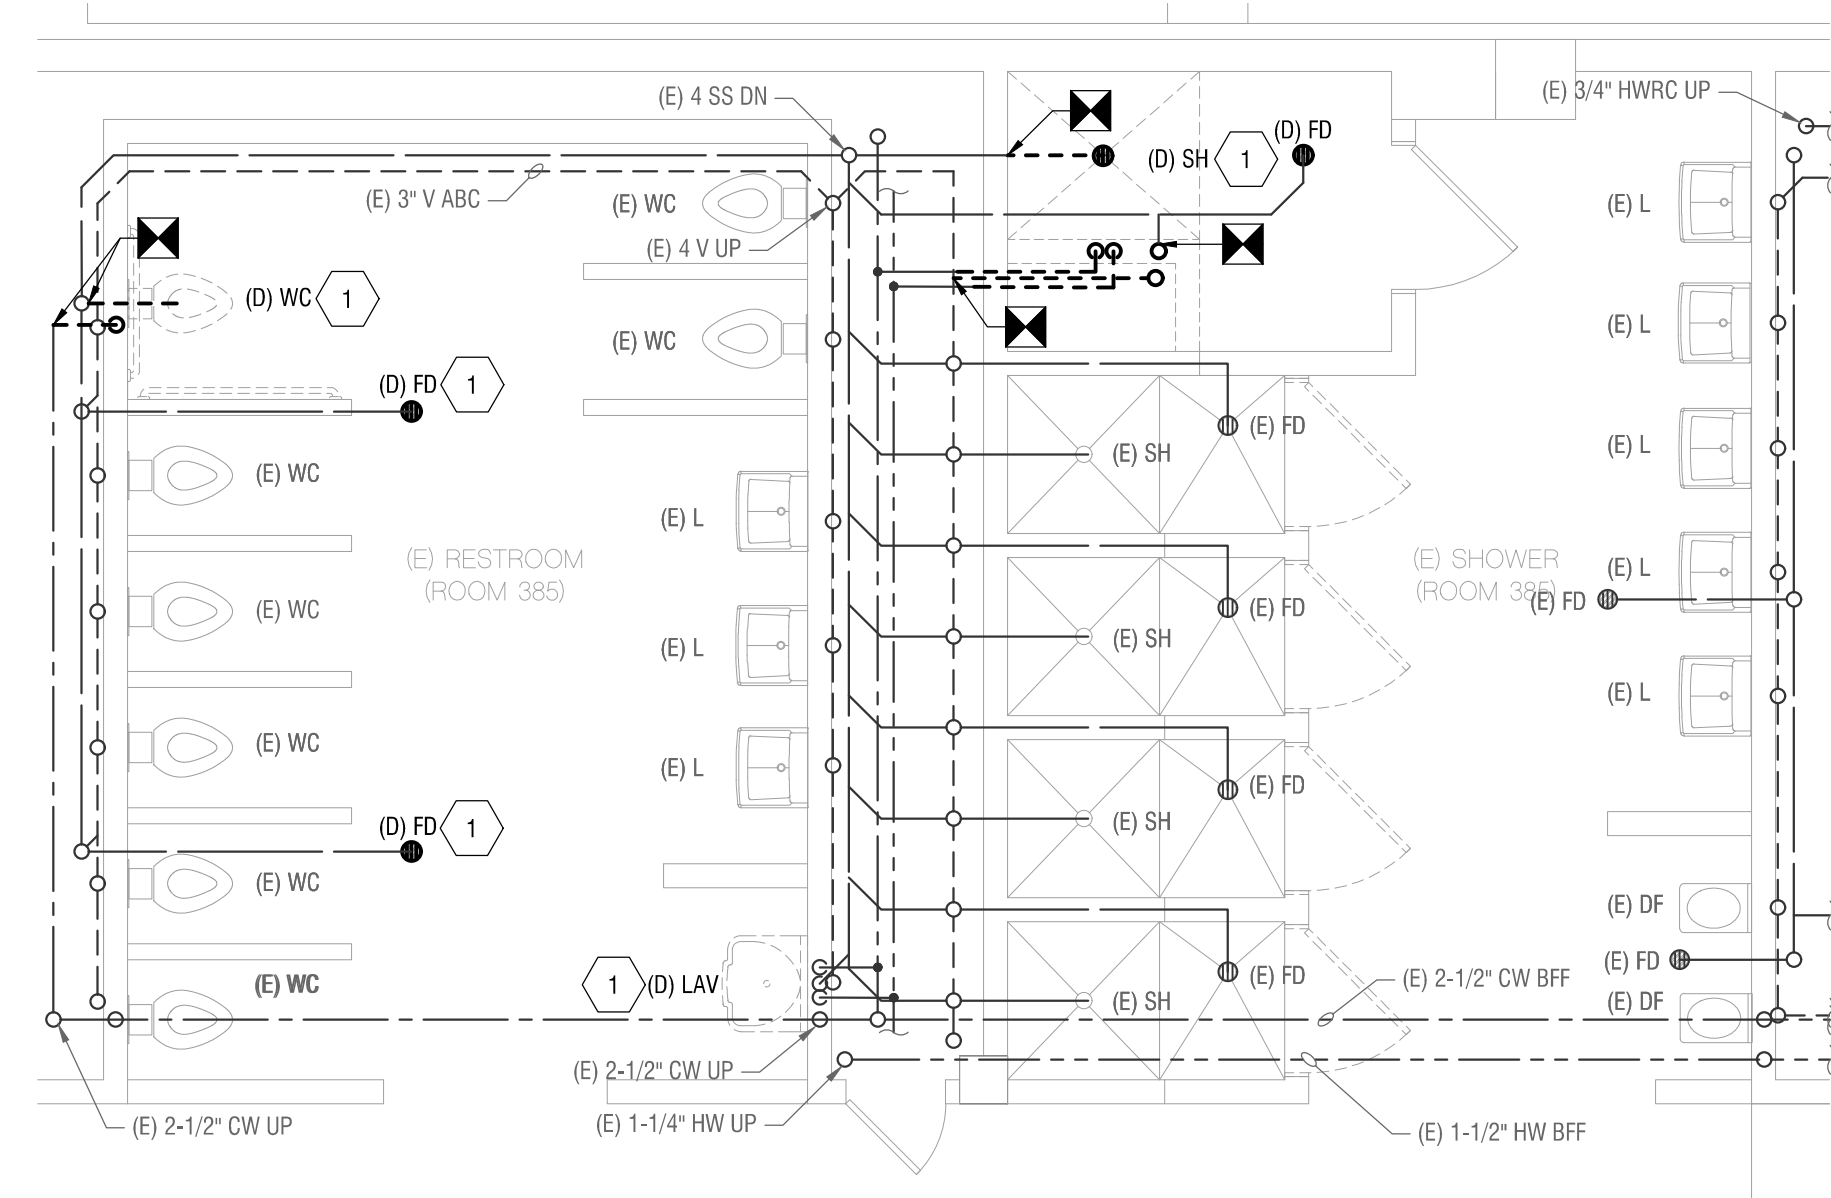 (E) 4 SS DN
(E) 3/4" HWRC UP
(D) FD
(D) SH
1
(E) 3" V ABC
(E) WC
(E) L
(E) 4 V UP
(D) WC
1
(E) WC
(E) L
(D) FD
1
(E) FD
(E) SH
(E) L
(E) WC
(E) L
(E) RESTROOM
(ROOM 385)
(E) SHOWER
(ROOM 385)
(E) L
(E) FD
(E) FD
(E) WC
(E) L
(E) SH
(E) L
(E) WC
(E) L
(E) FD
(E) SH
(D) FD
1
(E) WC
(E) DF
(E) FD
(E) WC
1
(D) LAV
(E) FD
(E) 2-1/2" CW BFF
(E) SH
(E) DF
(E) 2-1/2" CW UP
(E) 2-1/2" CW UP
(E) 1-1/4" HW UP
(E) 1-1/2" HW BFF